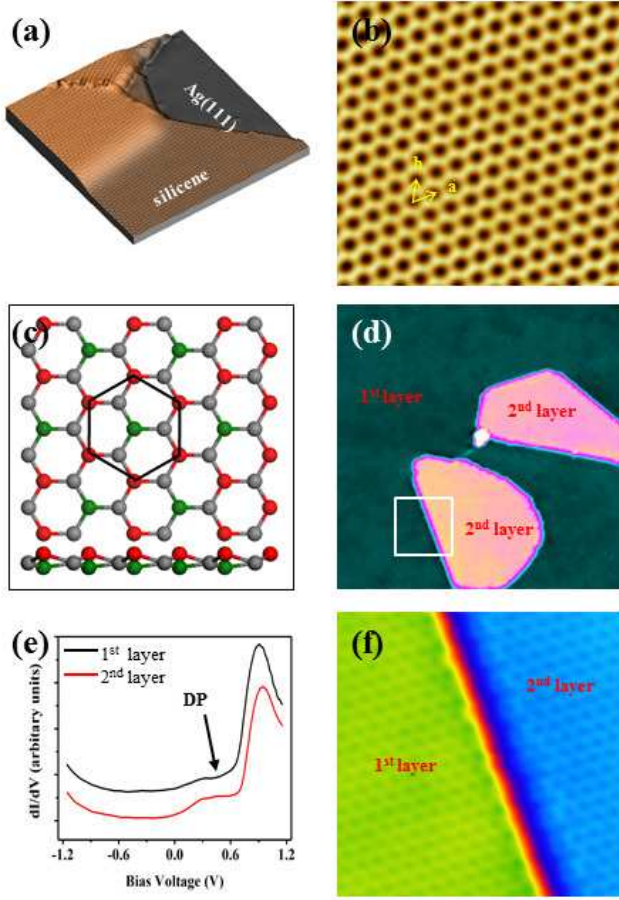 (a)
Ag(111)
silicene
(b)
b
a
(c)
(d)
1st layer
2nd layer
2nd layer
(e)
1st layer
2nd layer
DP
dI/dV (arbitary units)
-1.2 -0.6 0.0 0.6 1.2
Bias Voltage (V)
(f)
2nd layer
1st layer